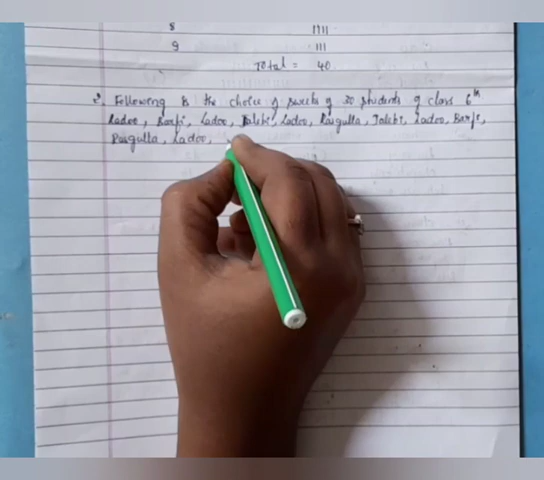 8 ||||
9 |||
Total = 40
2. Following is the choice of sweets of 30 students of class 6th
Ladoo, Barfi, Ladoo, Jalebi, Ladoo, Rasgulla, Jalebi, Ladoo, Barfi,
Rasgulla, Ladoo,